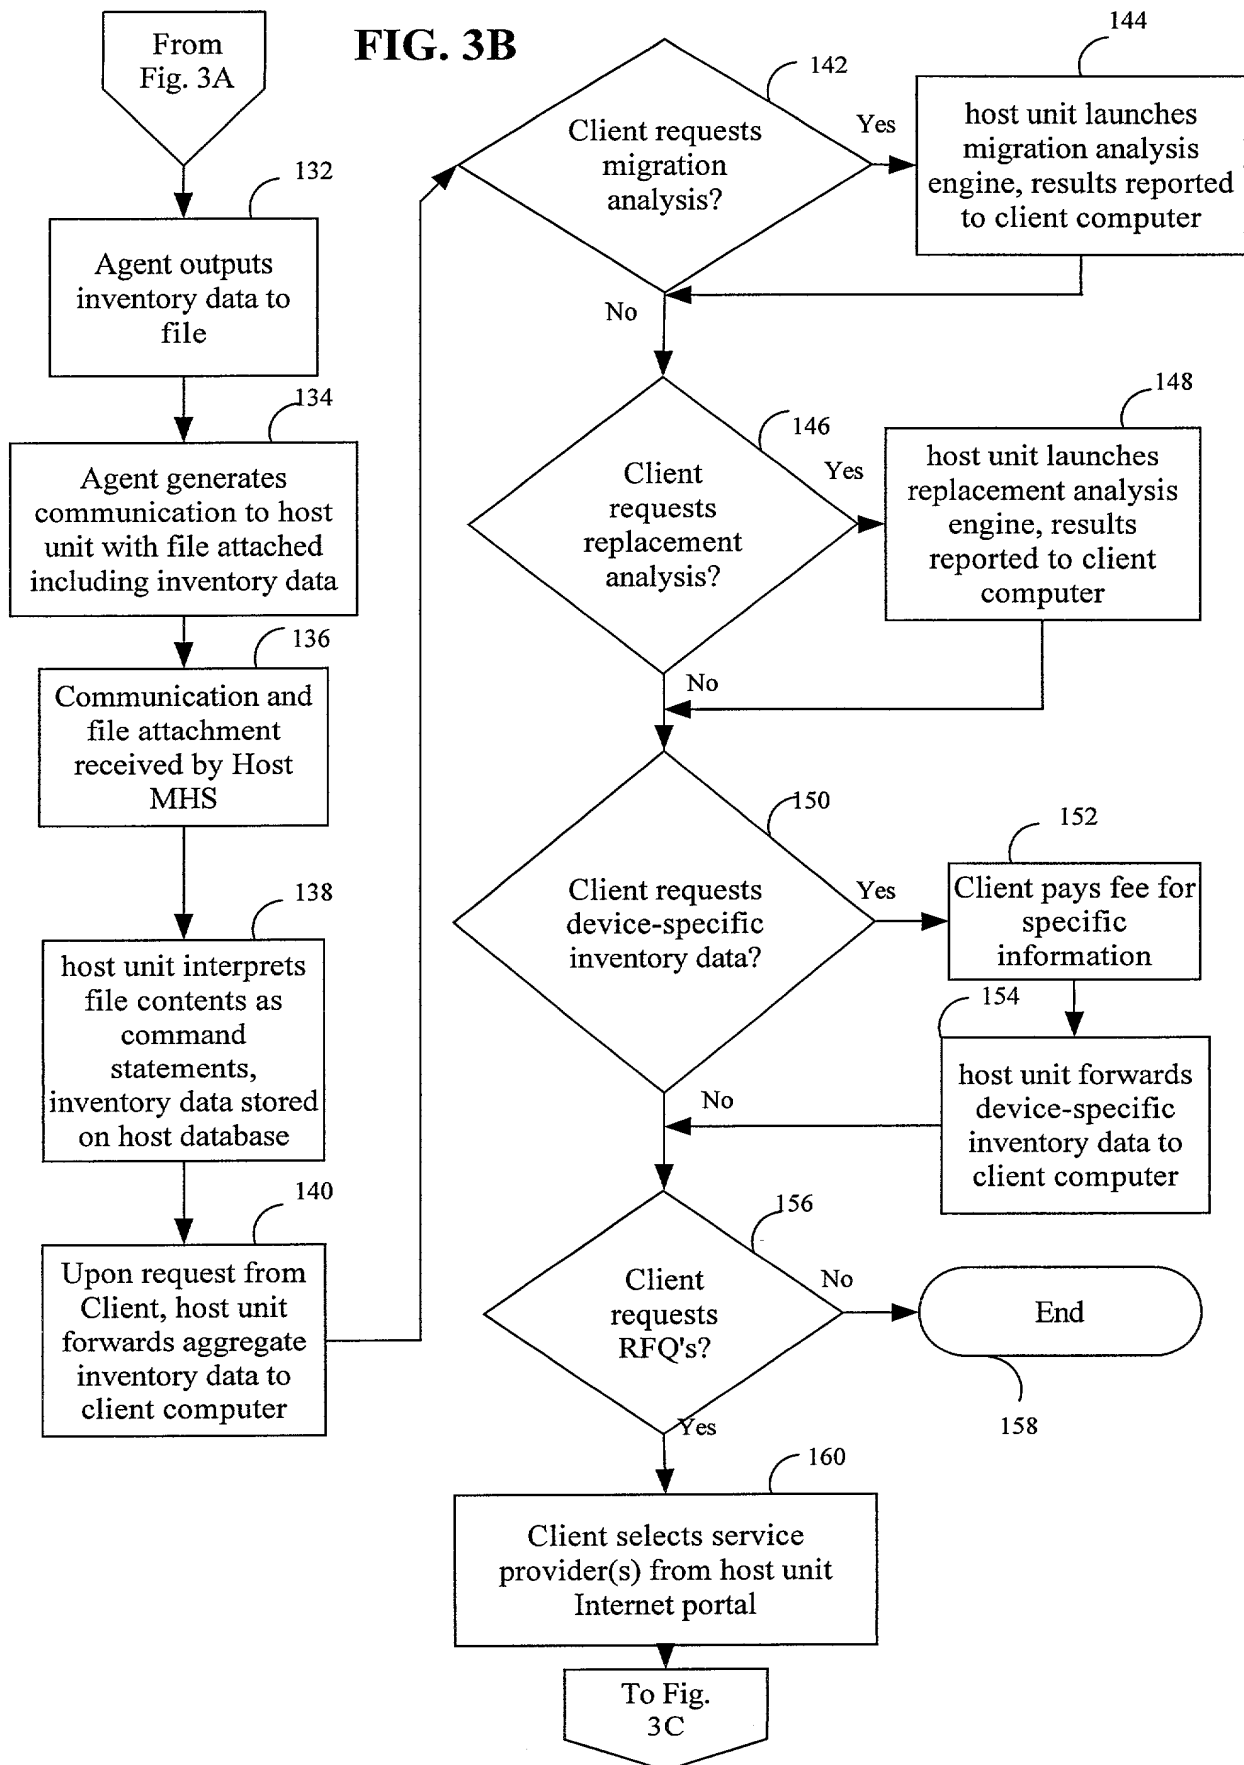 FIG. 3B
From
Fig. 3A
132
Agent outputs
inventory data to
file
134
Agent generates
communication to host
unit with file attached
including inventory data
136
Communication and
file attachment
received by Host
MHS
138
host unit interprets
file contents as
command
statements,
inventory data stored
on host database
140
Upon request from
Client, host unit
forwards aggregate
inventory data to
client computer
142
Client requests
migration
analysis?
Yes
144
host unit launches
migration analysis
engine, results reported
to client computer
No
146
Client
requests
replacement
analysis?
Yes
148
host unit launches
replacement analysis
engine, results
reported to client
computer
No
150
Client requests
device-specific
inventory data?
Yes
152
Client pays fee for
specific
information
154
host unit forwards
device-specific
inventory data to
client computer
No
156
Client
requests
RFQ's?
No
End
158
Yes
160
Client selects service
provider(s) from host unit
Internet portal
To Fig.
3C